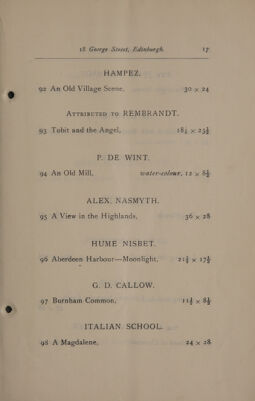 18 George Street, Edinburgh. 17
HAMPEZ.
92 An Old Village Scene, 30 × 24
ATTRIBUTED TO REMBRANDT.
93 Tobit and the Angel, 18¼ × 25½
P. DE WINT.
94 An Old Mill, water-colour, 12 × 8½
ALEX. NASMYTH.
95 A View in the Highlands, 36 × 28
HUME NISBET.
96 Aberdeen Harbour—Moonlight, 21½ × 17½
G. D. CALLOW.
97 Burnham Common, 11½ × 8½
ITALIAN SCHOOL.
98 A Magdalene, 24 × 28